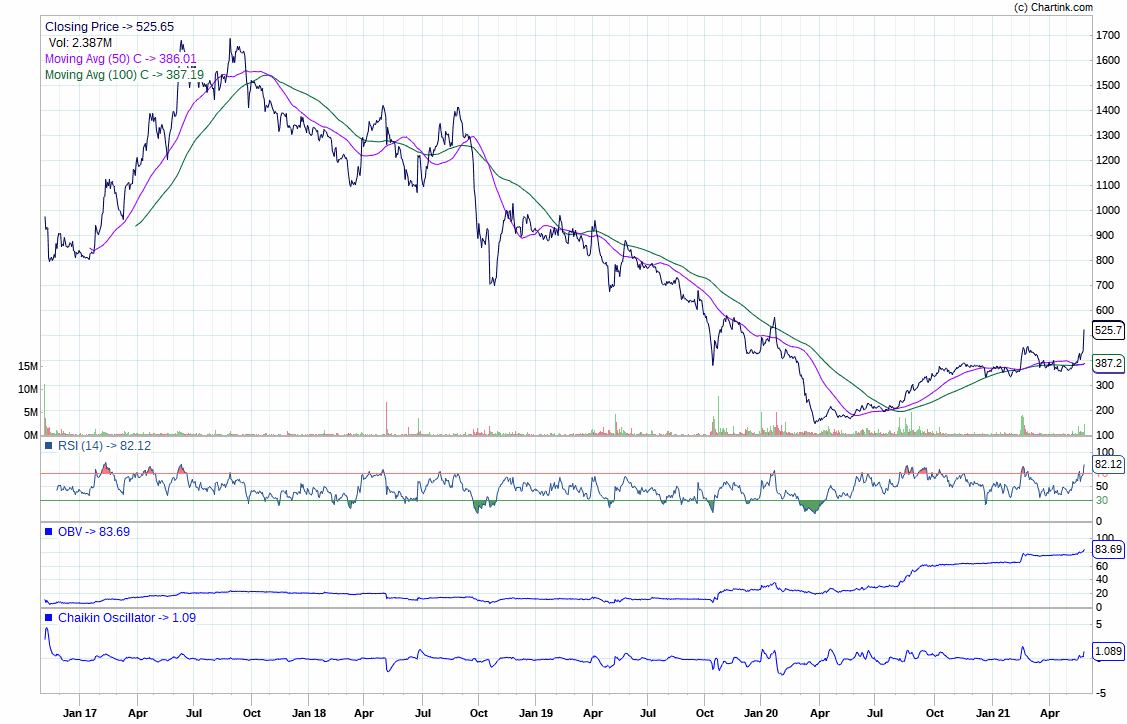 (c) Chartink.com
Closing Price -> 525.65
Vol: 2.387M
Moving Avg (50) C -> 386.01
Moving Avg (100) C -> 387.19
1700
1600
1500
1400
1300
1200
1100
1000
900
800
700
600
525.7
387.2
300
200
100
15M
10M
5M
0M
RSI (14) -> 82.12
100
82.12
50
30
0
OBV -> 83.69
100
83.69
60
40
20
0
Chaikin Oscillator -> 1.09
5
1.089
-5
Jan 17 Apr Jul Oct Jan 18 Apr Jul Oct Jan 19 Apr Jul Oct Jan 20 Apr Jul Oct Jan 21 Apr